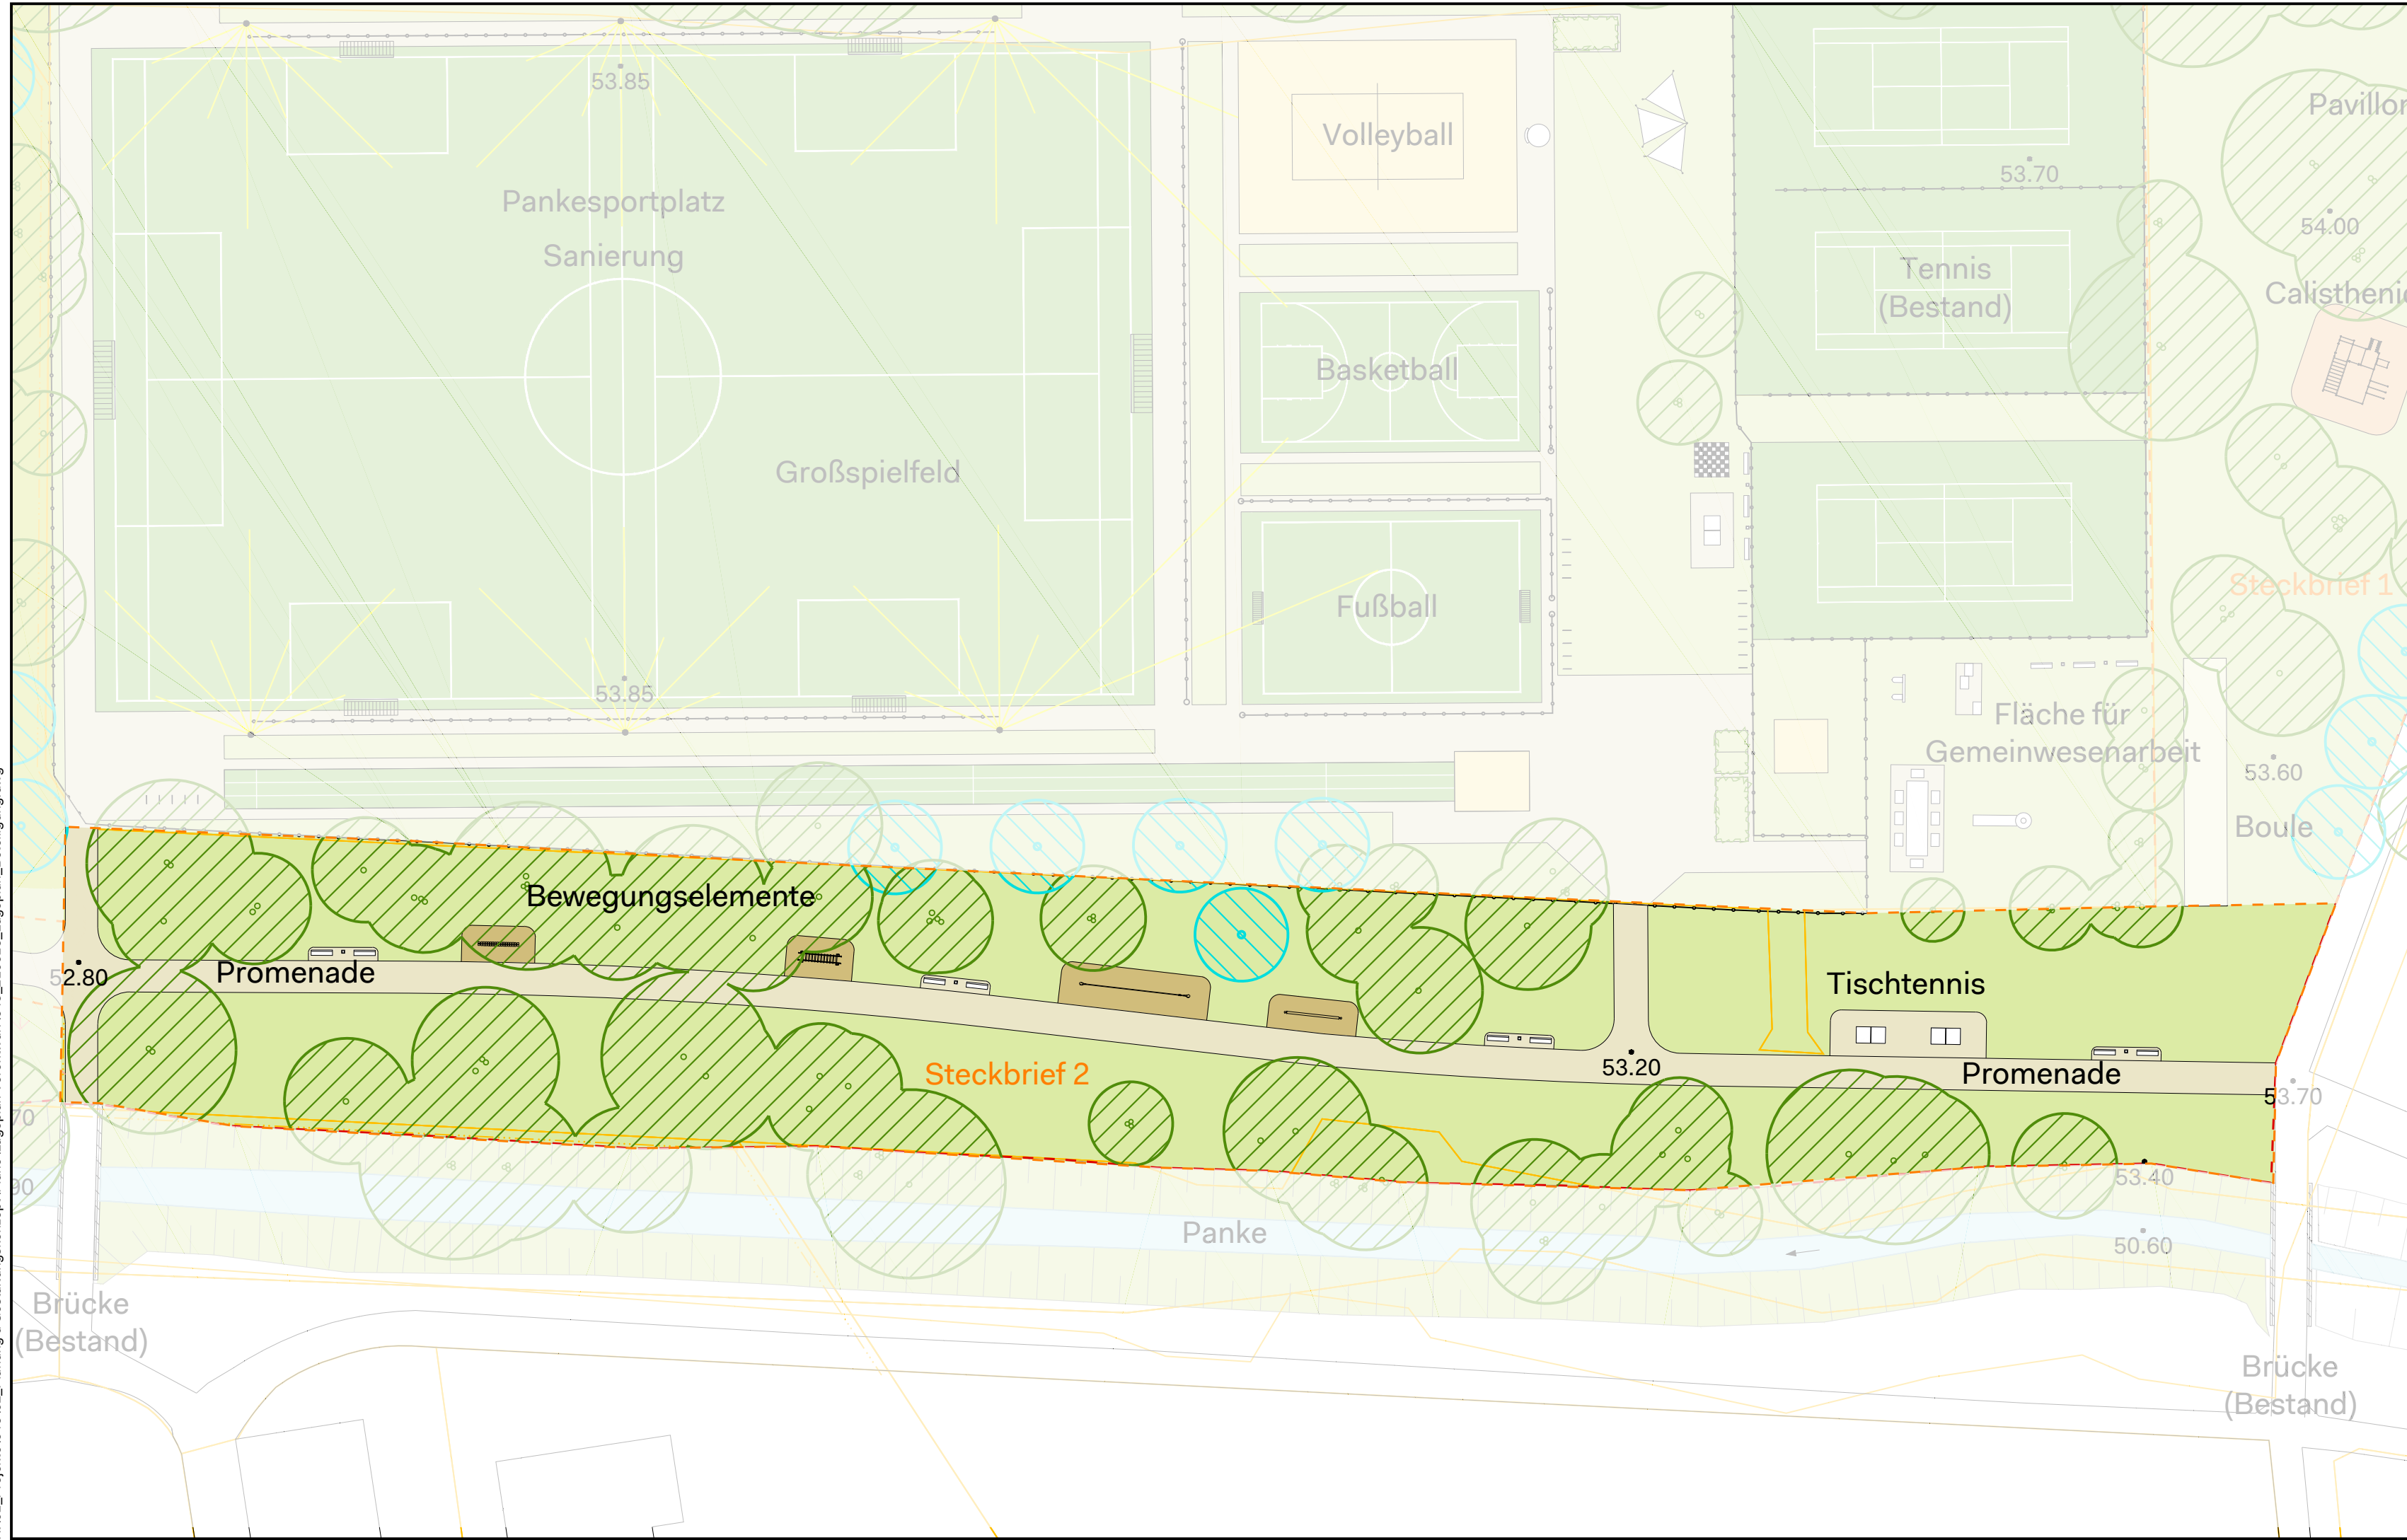 53.85
Pankesportplatz
Sanierung
Großspielfeld
53.85
Volleyball
Basketball
Fußball
53.70
Tennis
(Bestand)
54.00
Steckbrief 1
Fläche für
Gemeinwesenarbeit
53.60
Boule
Bewegungselemente
52.80
Promenade
Steckbrief 2
53.20
Tischtennis
Promenade
53.70
53.40
50.60
Panke
Brücke
(Bestand)
Brücke
(Bestand)